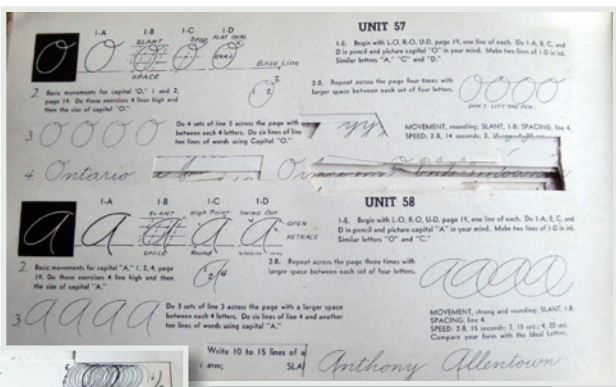 UNIT 57
O O O O O
1-A 1-B 1-C 1-D
SLANT STOP FLAT OVAL
SPACE
Base Line
1-E. Begin with L-O, R-O, U-D, page 19, one line of each. Do 1-A, B, C, and
D in pencil and picture capital "O" in your mind. Make two lines of 1-D in ink.
Similar letters "A," "C" and "D."
2. Basic movements for capital "O," 1 and 2,
page 19. Do these exercises 4 lines high and
then the size of capital "O."
1 2 2
2-B. Repeat across the page four times with
larger space between each set of four letters.
OOOO
DON'T LIFT THE PEN
3. O O O O
Do 4 sets of line 3 across the page with
between each 4 letters. Do six lines of line
ten lines of words using Capital "O."
yy
MOVEMENT, rounding; SLANT, 1-B; SPACING, line 4.
SPEED: 2-B, 14 seconds; 3,
4. Ontario
UNIT 58
a a a a a
1-A 1-B 1-C 1-D
SLANT High Point SWING OUT
OPEN
RETRACE
SPACE Round
1-E. Begin with L-O, R-O, U-D, page 19, one line of each. Do 1-A, B, C, and
D in pencil and picture capital "A" in your mind. Make two lines of 1-D in ink.
Similar letters "O" and "C."
2. Basic movements for capital "A," 1, 2, 4, page
19. Do these exercises 4 line high and then
the size of capital "A."
2/4
2-B. Repeat across the page three times with
larger space between each set of four letters.
aaaa
3 a a a a
Do 3 sets of line 3 across the page with a larger space
between each 4 letters. Do six lines of line 4 and another
ten lines of words using capital "A."
MOVEMENT, strong and rounding; SLANT, 1-B;
SPACING, line 4.
SPEED: 2-B, 15 seconds; 3, 15 sec.; 4, 20 sec.
Compare your form with the Ideal Letters.
Write 10 to 15 lines of a
arm; SLA
Anthony Allentown